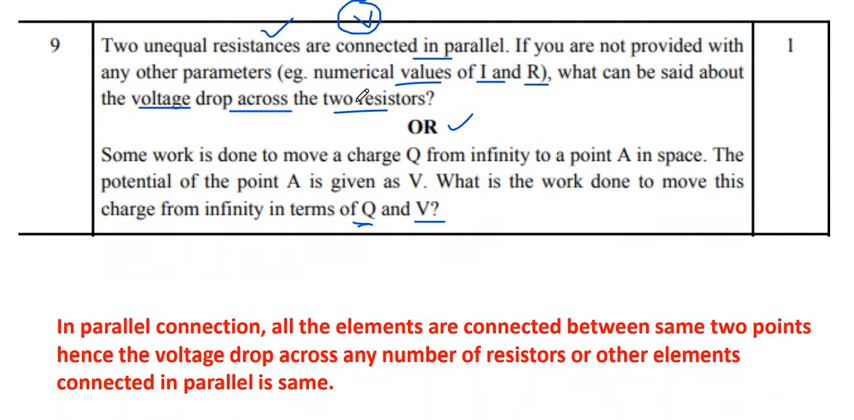 9
Two unequal resistances are connected in parallel. If you are not provided with
any other parameters (eg. numerical values of I and R), what can be said about
the voltage drop across the two resistors?
1
OR
Some work is done to move a charge Q from infinity to a point A in space. The
potential of the point A is given as V. What is the work done to move this
charge from infinity in terms of Q and V?
In parallel connection, all the elements are connected between same two points
hence the voltage drop across any number of resistors or other elements
connected in parallel is same.